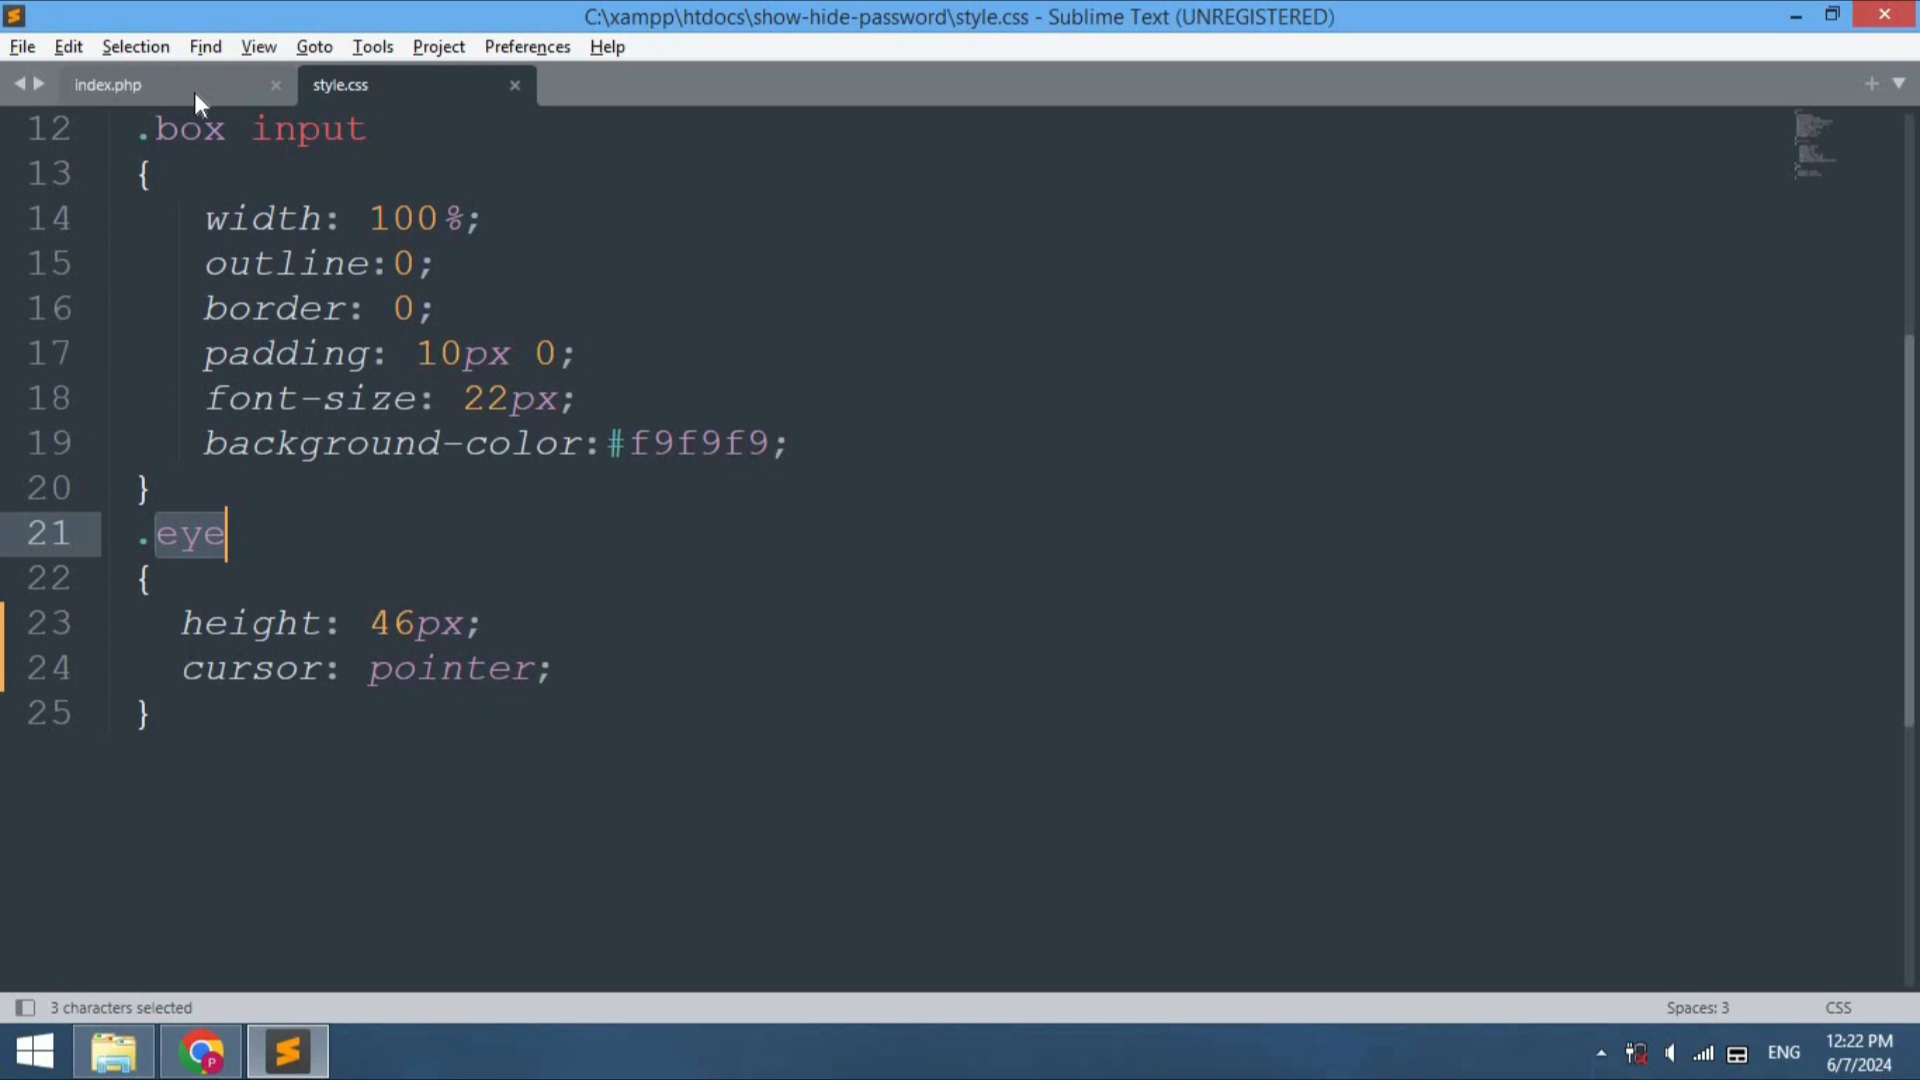 C:\xampp\htdocs\show-hide-password\style.css - Sublime Text (UNREGISTERED)
File Edit Selection Find View Goto Tools Project Preferences Help
index.php style.css
12 .box input
13 {
14 width: 100%;
15 outline:0;
16 border: 0;
17 padding: 10px 0;
18 font-size: 22px;
19 background-color:#f9f9f9;
20 }
21 .eye
22 {
23 height: 46px;
24 cursor: pointer;
25 }
3 characters selected Spaces: 3 CSS
P ENG 12:22 PM
6/7/2024